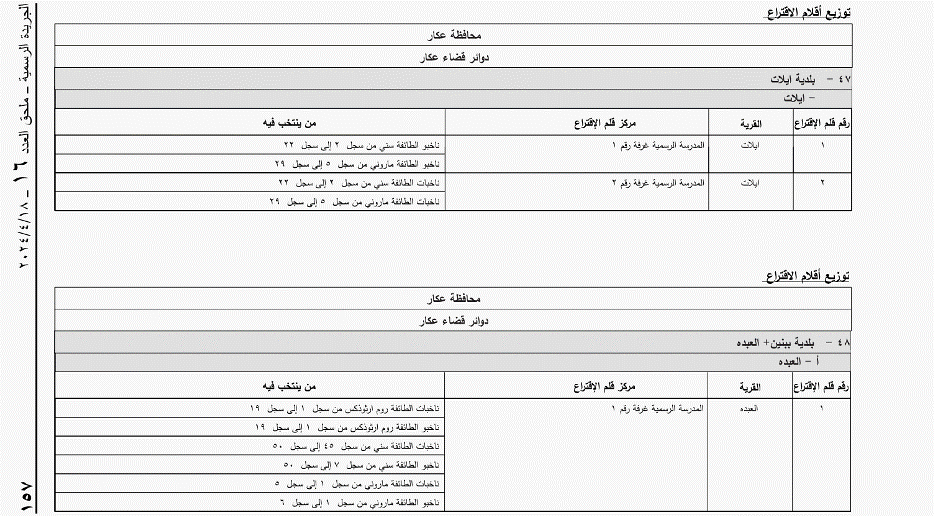 الجريدة الرسمية – ملحق العدد ١٦ – ٢٠٢٤/٤/١٨
توزيع أقلام الاقتراع
محافظة عكار
دوائر قضاء عكار
٤٧ – بلدية ايلات
– ايلات
رقم قلم الإقتراع القرية مركز قلم الإقتراع من ينتخب فيه
١ ايلات المدرسة الرسمية غرفة رقم ١ ناخبو الطائفة سني من سجل ٢ إلى سجل ٢٢
ناخبو الطائفة ماروني من سجل ٥ إلى سجل ٢٩
٢ ايلات المدرسة الرسمية غرفة رقم ٢ ناخبات الطائفة سني من سجل ٢ إلى سجل ٢٢
ناخبات الطائفة ماروني من سجل ٥ إلى سجل ٢٩
توزيع أقلام الاقتراع
محافظة عكار
دوائر قضاء عكار
٤٨ – بلدية ببنين+ العبده
أ – العبده
رقم قلم الإقتراع القرية مركز قلم الإقتراع من ينتخب فيه
١ العبده المدرسة الرسمية غرفة رقم ١ ناخبات الطائفة روم ارثوذكس من سجل ١ إلى سجل ١٩
ناخبو الطائفة روم ارثوذكس من سجل ١ إلى سجل ١٩
ناخبات الطائفة سني من سجل ٤٥ إلى سجل ٥٠
ناخبو الطائفة سني من سجل ٧ إلى سجل ٥٠
ناخبات الطائفة ماروني من سجل ١ إلى سجل ٥
ناخبو الطائفة ماروني من سجل ١ إلى سجل ٦
١٥٧